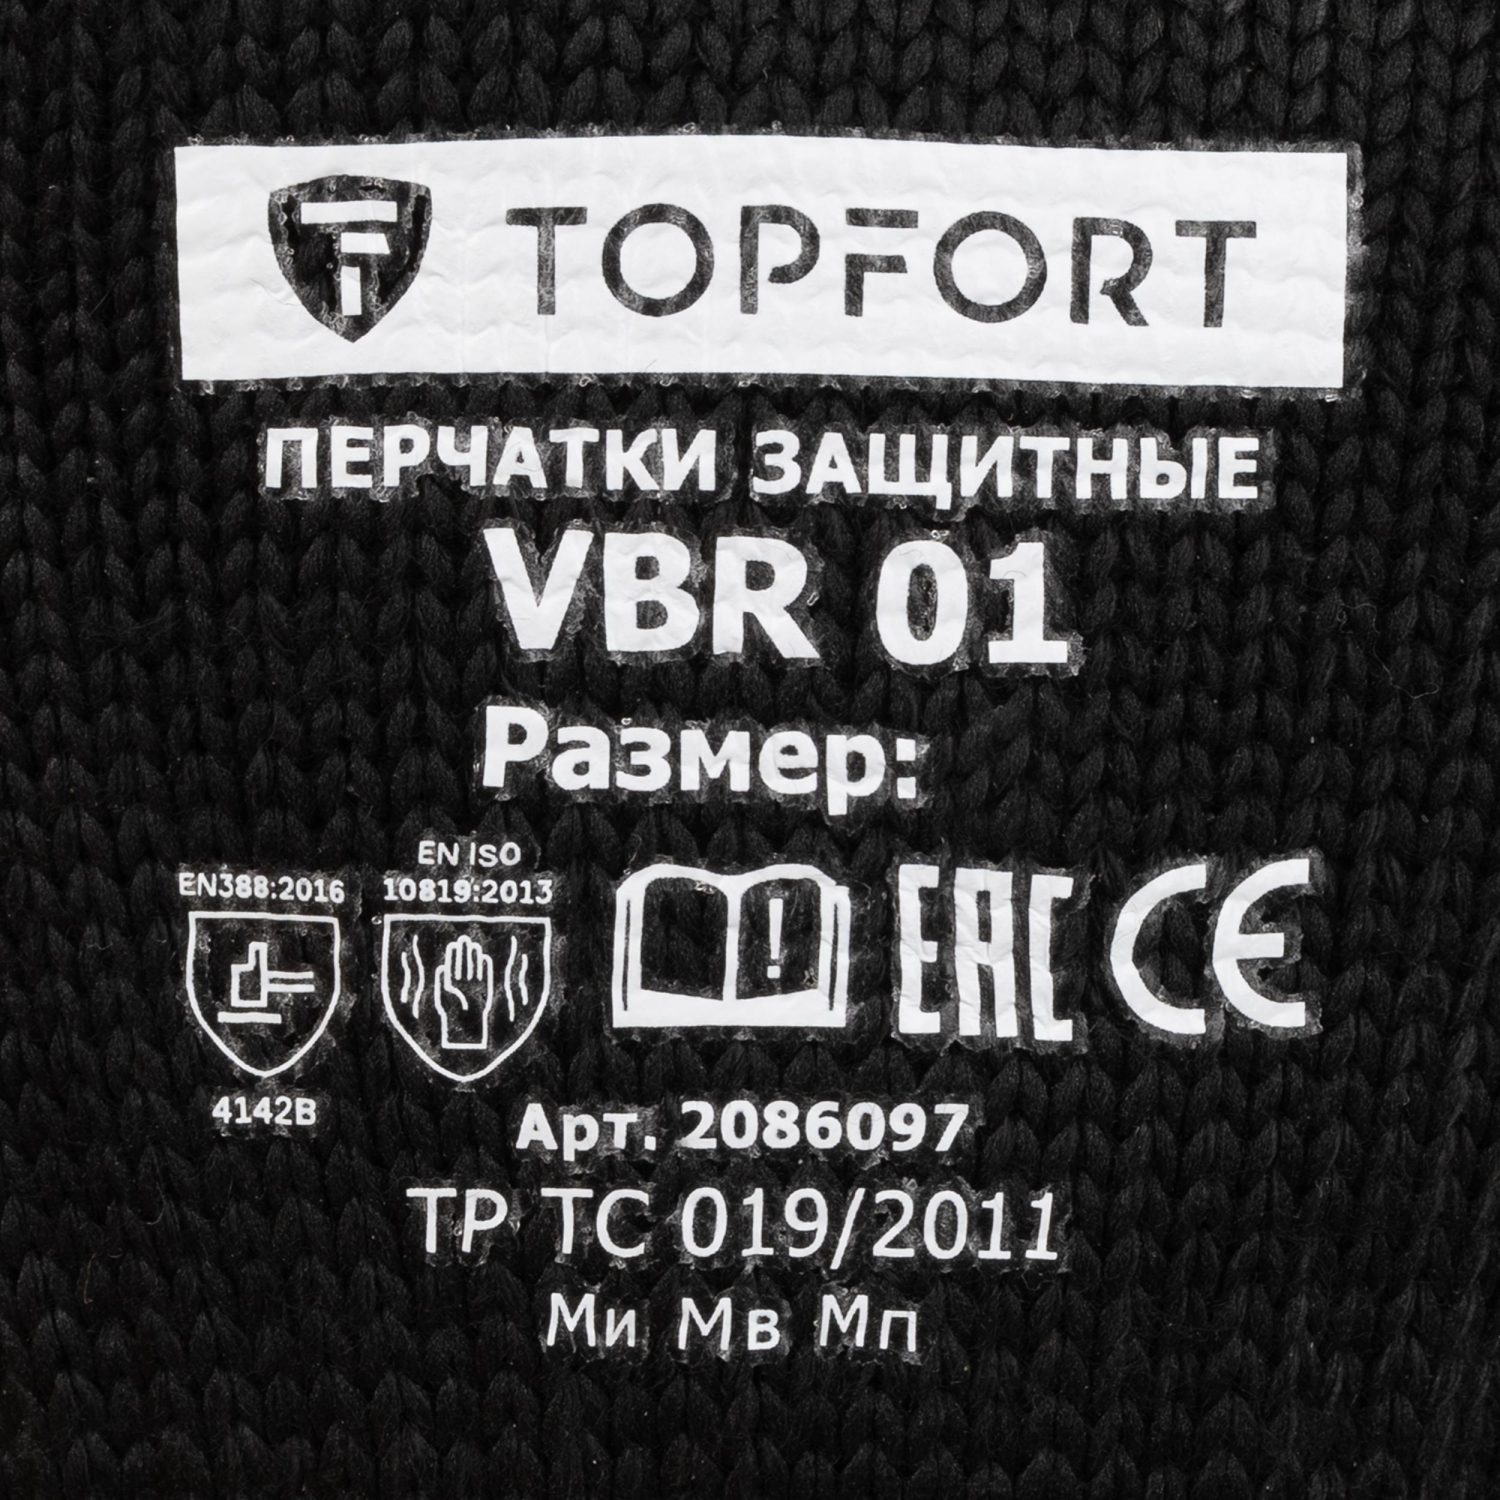 TOPFORT
ПЕРЧАТКИ ЗАЩИТНЫЕ
VBR 01
Размер:
EN388:2016
EN ISO
10819:2013
EAC CE
4142B
Арт. 2086097
ТР ТС 019/2011
Ми Мв Мп